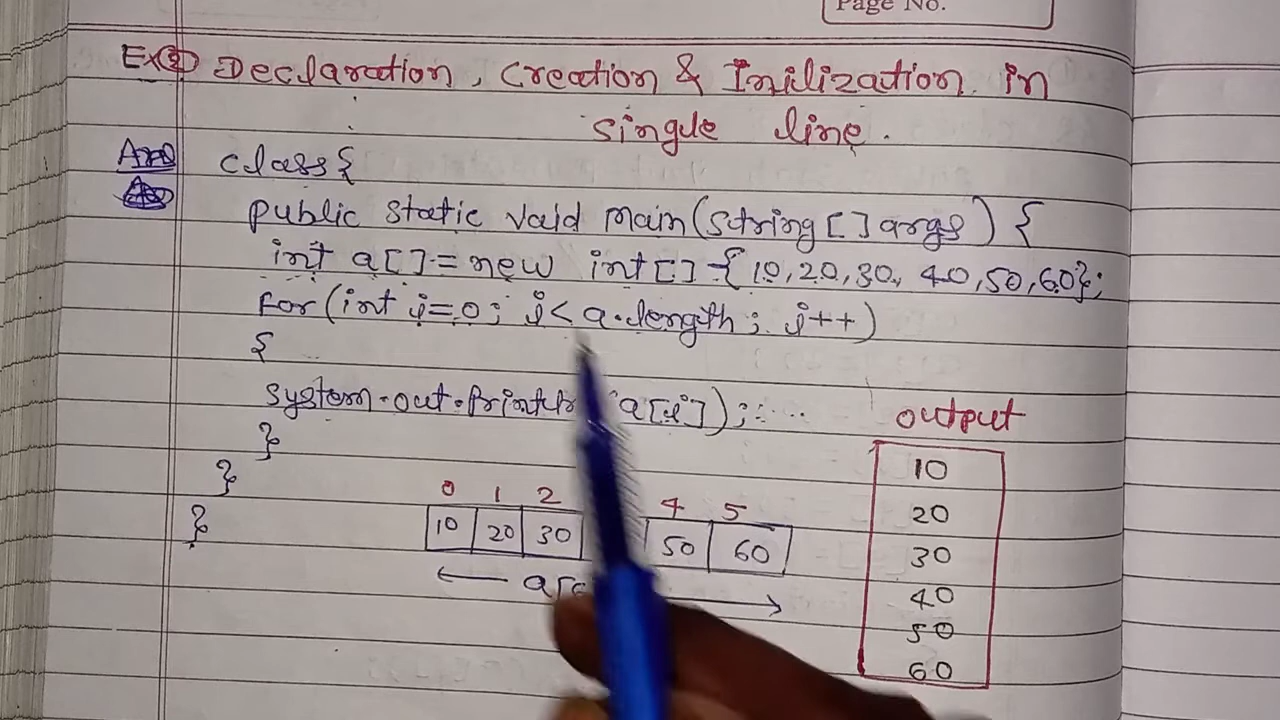 Page No.
Ex② Declaration, Creation & Inilization in
single line.
class{
public static void main(String[] args) {
int a[]=new int[] {10,20,30, 40,50,60};
for(int i=0; i<a.length; i++)
{
System.out.println a[i]);
}
}
}
output
10
20
30
40
50
60
0 1 2 4 5
10 20 30 50 60